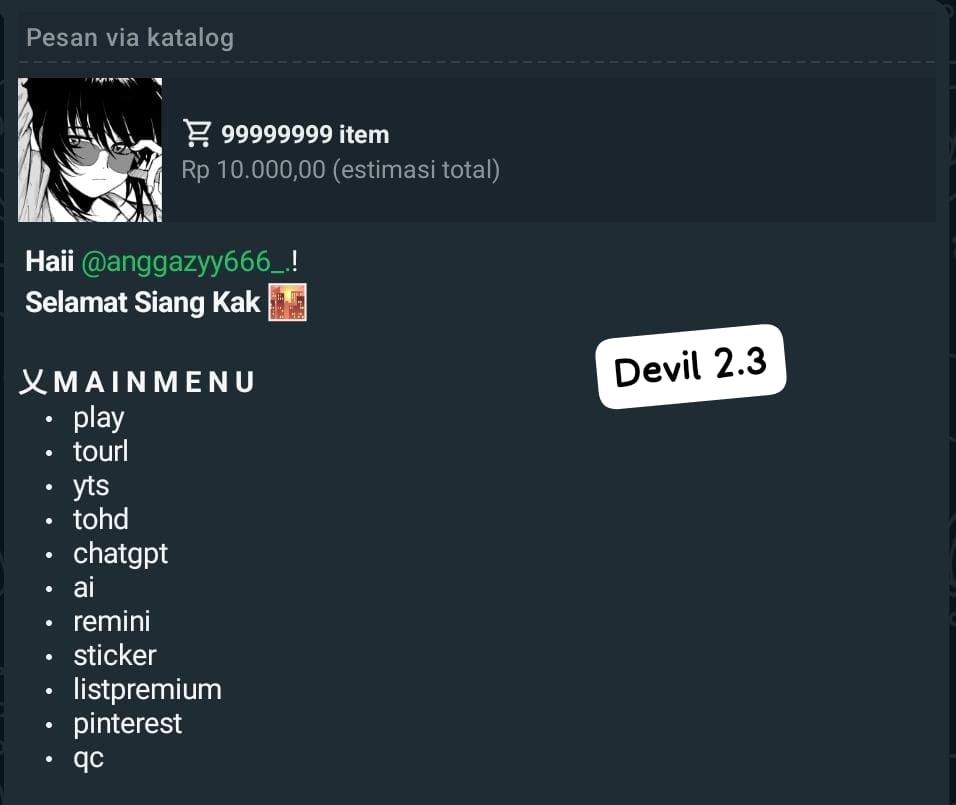 Pesan via katalog
99999999 item
Rp 10.000,00 (estimasi total)
Haii @anggazyy666_.!
Selamat Siang Kak 🌇
Devil 2.3
乂 M A I N M E N U
• play
• tourl
• yts
• tohd
• chatgpt
• ai
• remini
• sticker
• listpremium
• pinterest
• qc